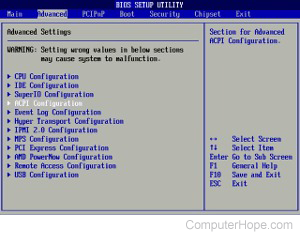 BIOS SETUP UTILITY
Main Advanced PCIPnP Boot Security Chipset Exit
Advanced Settings
WARNING: Setting wrong values in below sections
may cause system to malfunction.
CPU Configuration
IDE Configuration
SuperIO Configuration
ACPI Configuration
Event Log Configuration
Hyper Transport Configuration
IPMI 2.0 Configuration
MPS Configuration
PCI Express Configuration
AMD PowerNow Configuration
Remote Access Configuration
USB Configuration
Section for Advanced
ACPI Configuration.
↔ Select Screen
↑↓ Select Item
Enter Go to Sub Screen
F1 General Help
F10 Save and Exit
ESC Exit
ComputerHope.com